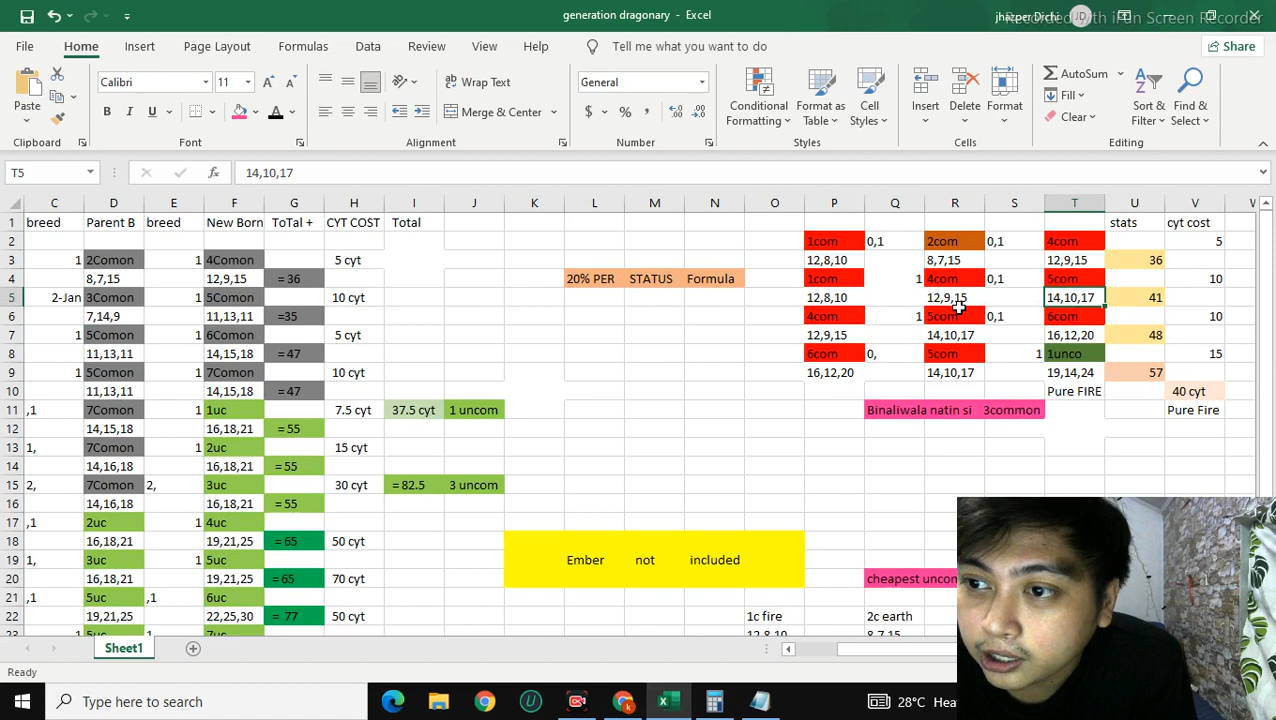 generation dragonary - Excel
jhazper Dichi
JD
Recorded with iFun Screen Recorder
File Home Insert Page Layout Formulas Data Review View Help Tell me what you want to do
Share
Paste
Calibri 11
Wrap Text
General
Conditional Formatting
Format as Table
Cell Styles
Insert
Delete
Format
AutoSum
Fill
Clear
Sort & Filter
Find & Select
B I U
Merge & Center
$ % ,
Clipboard Font Alignment Number Styles Cells Editing
T5 fx 14,10,17
C D E F G H I J K L M N O P Q R S T U V W
1 breed Parent B breed New Born ToTal + CYT COST Total stats cyt cost
2 1com 0,1 2com 0,1 4com 5
3 1 2Comon 1 4Comon 5 cyt 12,8,10 8,7,15 12,9,15 36
4 8,7,15 12,9,15 =36 20% PER STATUS Formula 1com 1 4com 0,1 5com 10
5 2-Jan 3Comon 1 5Comon 10 cyt 12,8,10 12,9,15 14,10,17 41
6 7,14,9 11,13,11 =35 4com 1 5com 0,1 6com 10
7 1 5Comon 1 6Comon 5 cyt 12,9,15 14,10,17 16,12,20 48
8 11,13,11 14,15,18 = 47 6com 0, 5com 1 1unco 15
9 1 5Comon 1 7Comon 10 cyt 16,12,20 14,10,17 19,14,24 57
10 11,13,11 14,15,18 = 47 Pure FIRE 40 cyt
11 ,1 7Comon 1 1uc 7.5 cyt 37.5 cyt 1 uncom Binaliwala natin si 3common Pure Fire
12 14,15,18 16,18,21 = 55
13 1, 7Comon 2uc 15 cyt
14 14,16,18 16,18,21 = 55
15 2, 7Comon 2, 3uc 30 cyt = 82.5 3 uncom
16 14,16,18 16,18,21 = 55
17 ,1 2uc 1 4uc
18 16,18,21 19,21,25 = 65 50 cyt
19 1, 3uc 1 5uc Ember not included
20 16,18,21 19,21,25 = 65 70 cyt cheapest uncom
21 ,1 5uc ,1 6uc
22 19,21,25 22,25,30 = 77 50 cyt 1c fire 2c earth
23 1 5uc 1 7uc 12,8,10 8,7,15
Sheet1
Ready
Type here to search
28°C